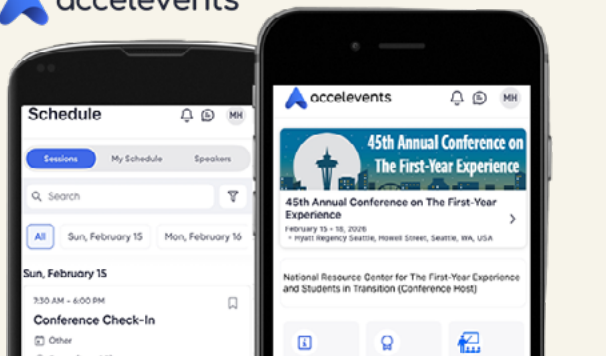 accelevents
Schedule
MH
Sessions
My Schedule
Speakers
Search
All
Sun, February 15
Mon, February 16
Sun, February 15
7:30 AM – 6:00 PM
Conference Check-In
Other
accelevents
MH
45th Annual Conference on
The First-Year Experience
45th Annual Conference on The First-Year
Experience
February 15 - 18, 2026
Hyatt Regency Seattle, Howell Street, Seattle, WA, USA
National Resource Center for The First-Year Experience
and Students in Transition (Conference Host)